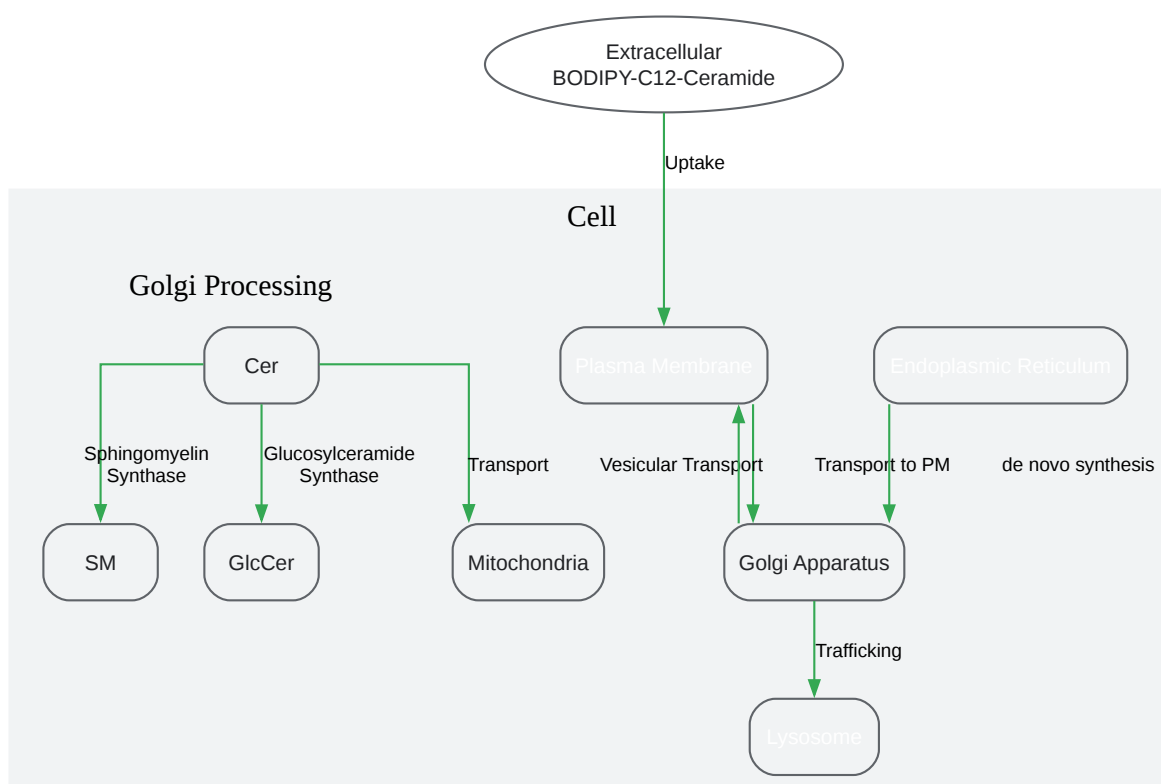 Extracellular
BODIPY-C12-Ceramide
Uptake
Cell
Golgi Processing
Cer
Plasma Membrane
Endoplasmic Reticulum
Sphingomyelin
Synthase
Glucosylceramide
Synthase
Transport
Vesicular Transport
Transport to PM
de novo synthesis
SM
GlcCer
Mitochondria
Golgi Apparatus
Trafficking
Lysosome